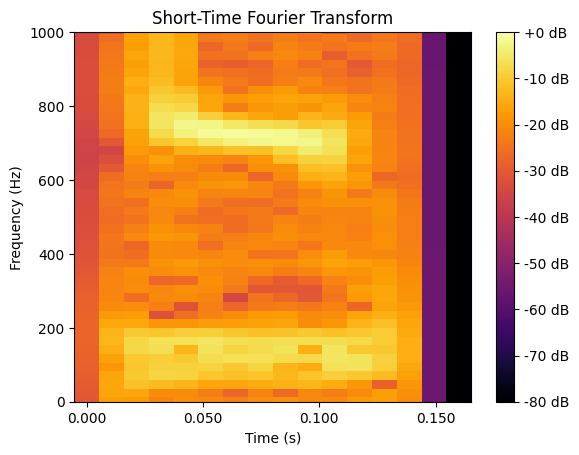 Short-Time Fourier Transform
1000
800
600
400
200
0
Frequency (Hz)
0.000
0.050
0.100
0.150
Time (s)
+0 dB
-10 dB
-20 dB
-30 dB
-40 dB
-50 dB
-60 dB
-70 dB
-80 dB